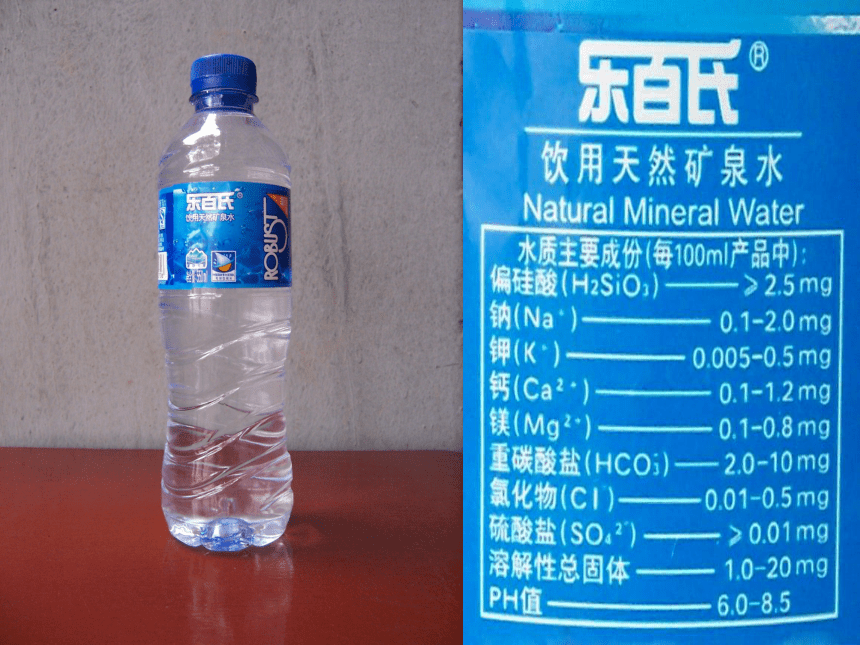 乐百氏®
饮用天然矿泉水
ROBUST
乐百氏®
饮用天然矿泉水
Natural Mineral Water
水质主要成份(每100ml产品中):
偏硅酸(H₂SiO₃)——⩾2.5mg
钠(Na⁺)——0.1-2.0mg
钾(K⁺)——0.005-0.5mg
钙(Ca²⁺)——0.1-1.2mg
镁(Mg²⁺)——0.1-0.8mg
重碳酸盐(HCO₃⁻)——2.0-10mg
氯化物(Cl⁻)——0.01-0.5mg
硫酸盐(SO₄²⁻)——⩾0.01mg
溶解性总固体——1.0-20mg
PH值——6.0-8.5